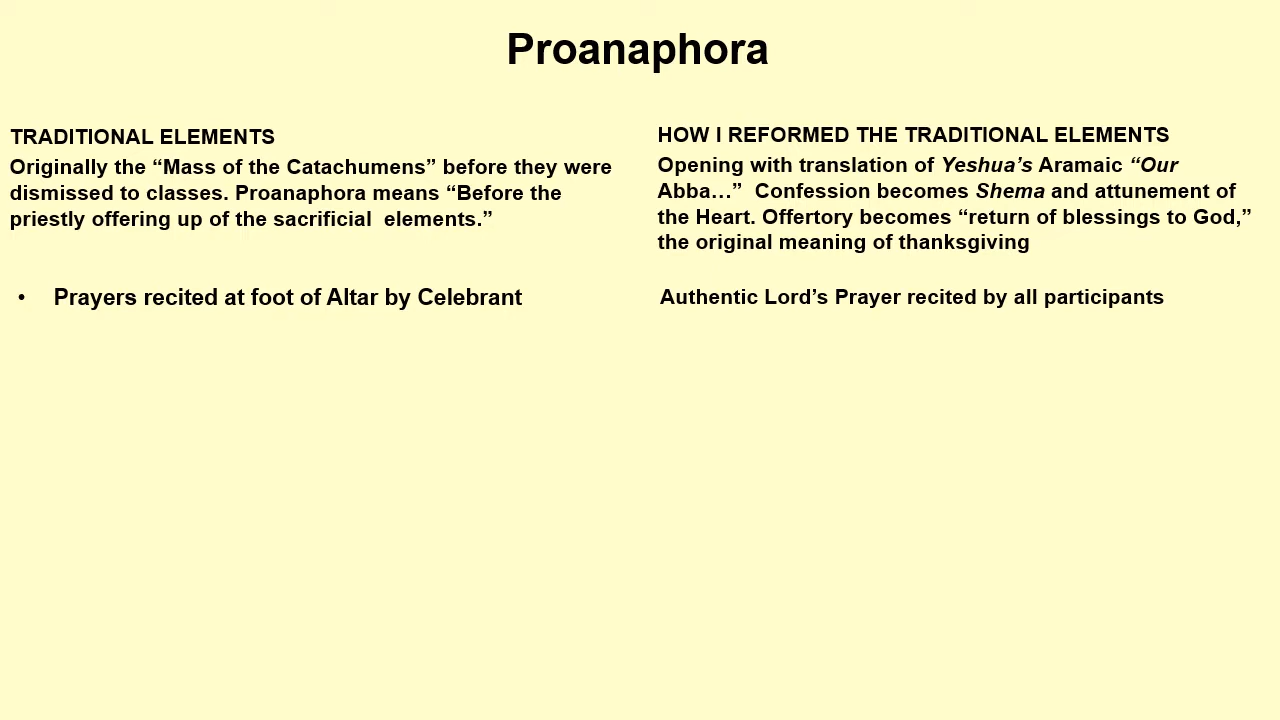 Proanaphora
TRADITIONAL ELEMENTS
Originally the “Mass of the Catachumens” before they were
dismissed to classes. Proanaphora means “Before the
priestly offering up of the sacrificial  elements.”
• Prayers recited at foot of Altar by Celebrant
HOW I REFORMED THE TRADITIONAL ELEMENTS
Opening with translation of Yeshua’s Aramaic “Our
Abba…”  Confession becomes Shema and attunement of
the Heart. Offertory becomes “return of blessings to God,”
the original meaning of thanksgiving
Authentic Lord’s Prayer recited by all participants